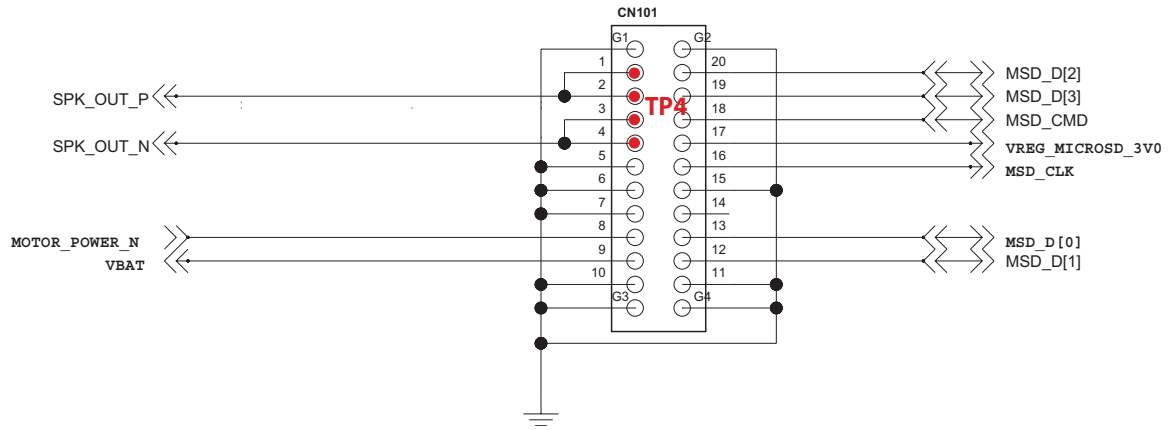 CN101
G1 G2
1 20 MSD_D[2]
2 19 MSD_D[3]
SPK_OUT_P TP4
3 18 MSD_CMD
4 17 VREG_MICROSD_3V0
SPK_OUT_N
5 16 MSD_CLK
6 15
7 14
8 13 MSD_D[0]
MOTOR_POWER_N
9 12 MSD_D[1]
VBAT
10 11
G3 G4